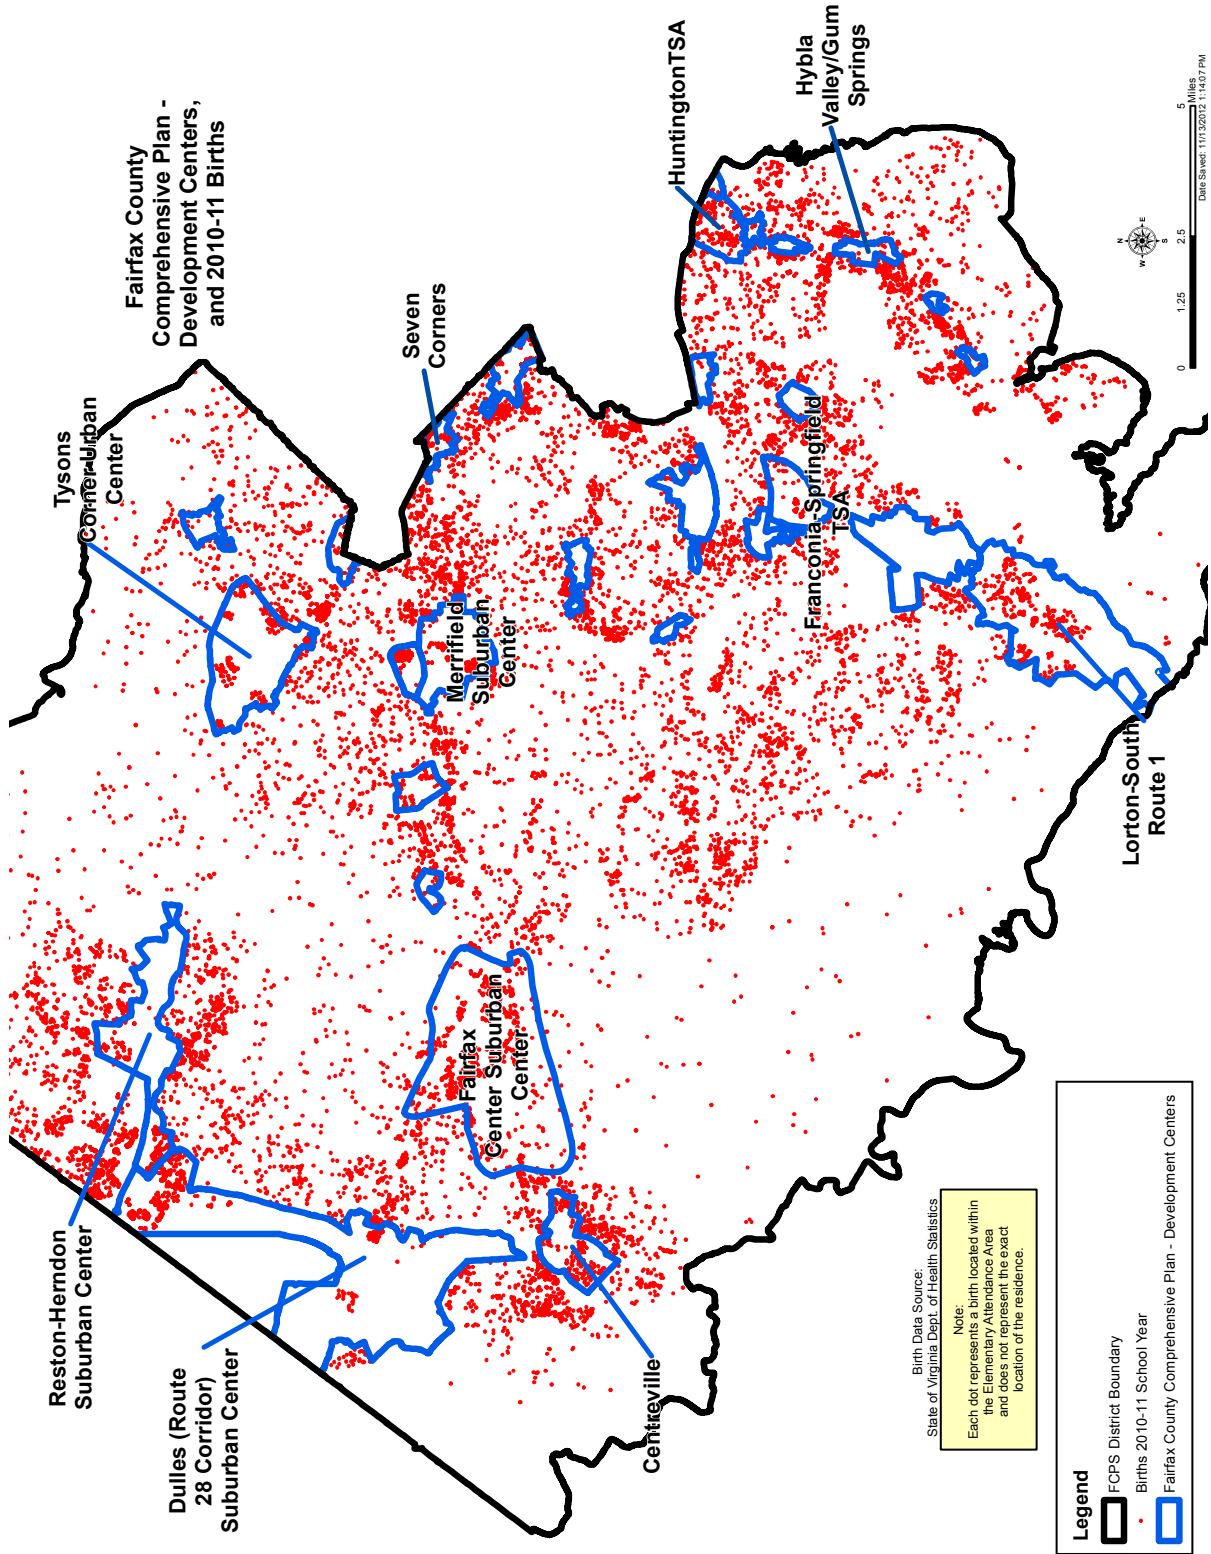 Fairfax County
Comprehensive Plan -
Development Centers,
and 2010-11 Births
Tysons
Corner-Urban
Center
Seven
Corners
HuntingtonTSA
Hybla
Valley/Gum
Springs
Merrifield
Suburban
Center
Franconia-Springfield
TSA
Lorton-South
Route 1
Reston-Herndon
Suburban Center
Dulles (Route
28 Corridor)
Suburban Center
Fairfax
Center Suburban
Center
Centreville
N
W
E
S
0
1.25
2.5
5
Miles
Date Saved: 11/13/2012 1:14:07 PM
Birth Data Source:
State of Virginia Dept. of Health Statistics
Note:
Each dot represents a birth located within
the Elementary Attendance Area
and does not represent the exact
location of the residence.
Legend
FCPS District Boundary
Births 2010-11 School Year
Fairfax County Comprehensive Plan - Development Centers